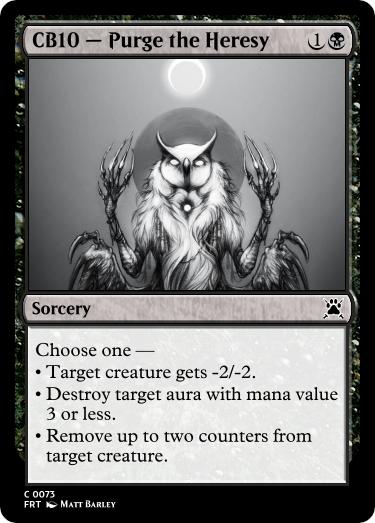 CB10 — Purge the Heresy 1
Sorcery
Choose one —
• Target creature gets -2/-2.
• Destroy target aura with mana value
3 or less.
• Remove up to two counters from
target creature.
C 0073
FRT Matt Barley